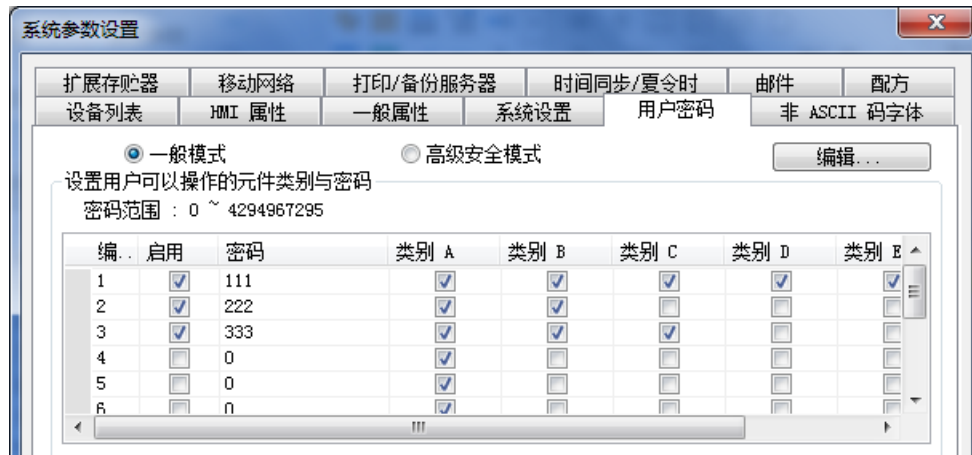 系统参数设置
扩展存贮器 移动网络 打印/备份服务器 时间同步/夏令时 邮件 配方
设备列表 HMI 属性 一般属性 系统设置 用户密码 非 ASCII 码字体
一般模式 高级安全模式 编辑...
设置用户可以操作的元件类别与密码
密码范围 : 0 ~ 4294967295
编.. 启用 密码 类别 A 类别 B 类别 C 类别 D 类别 E
1 111
2 222
3 333
4 0
5 0
6 0